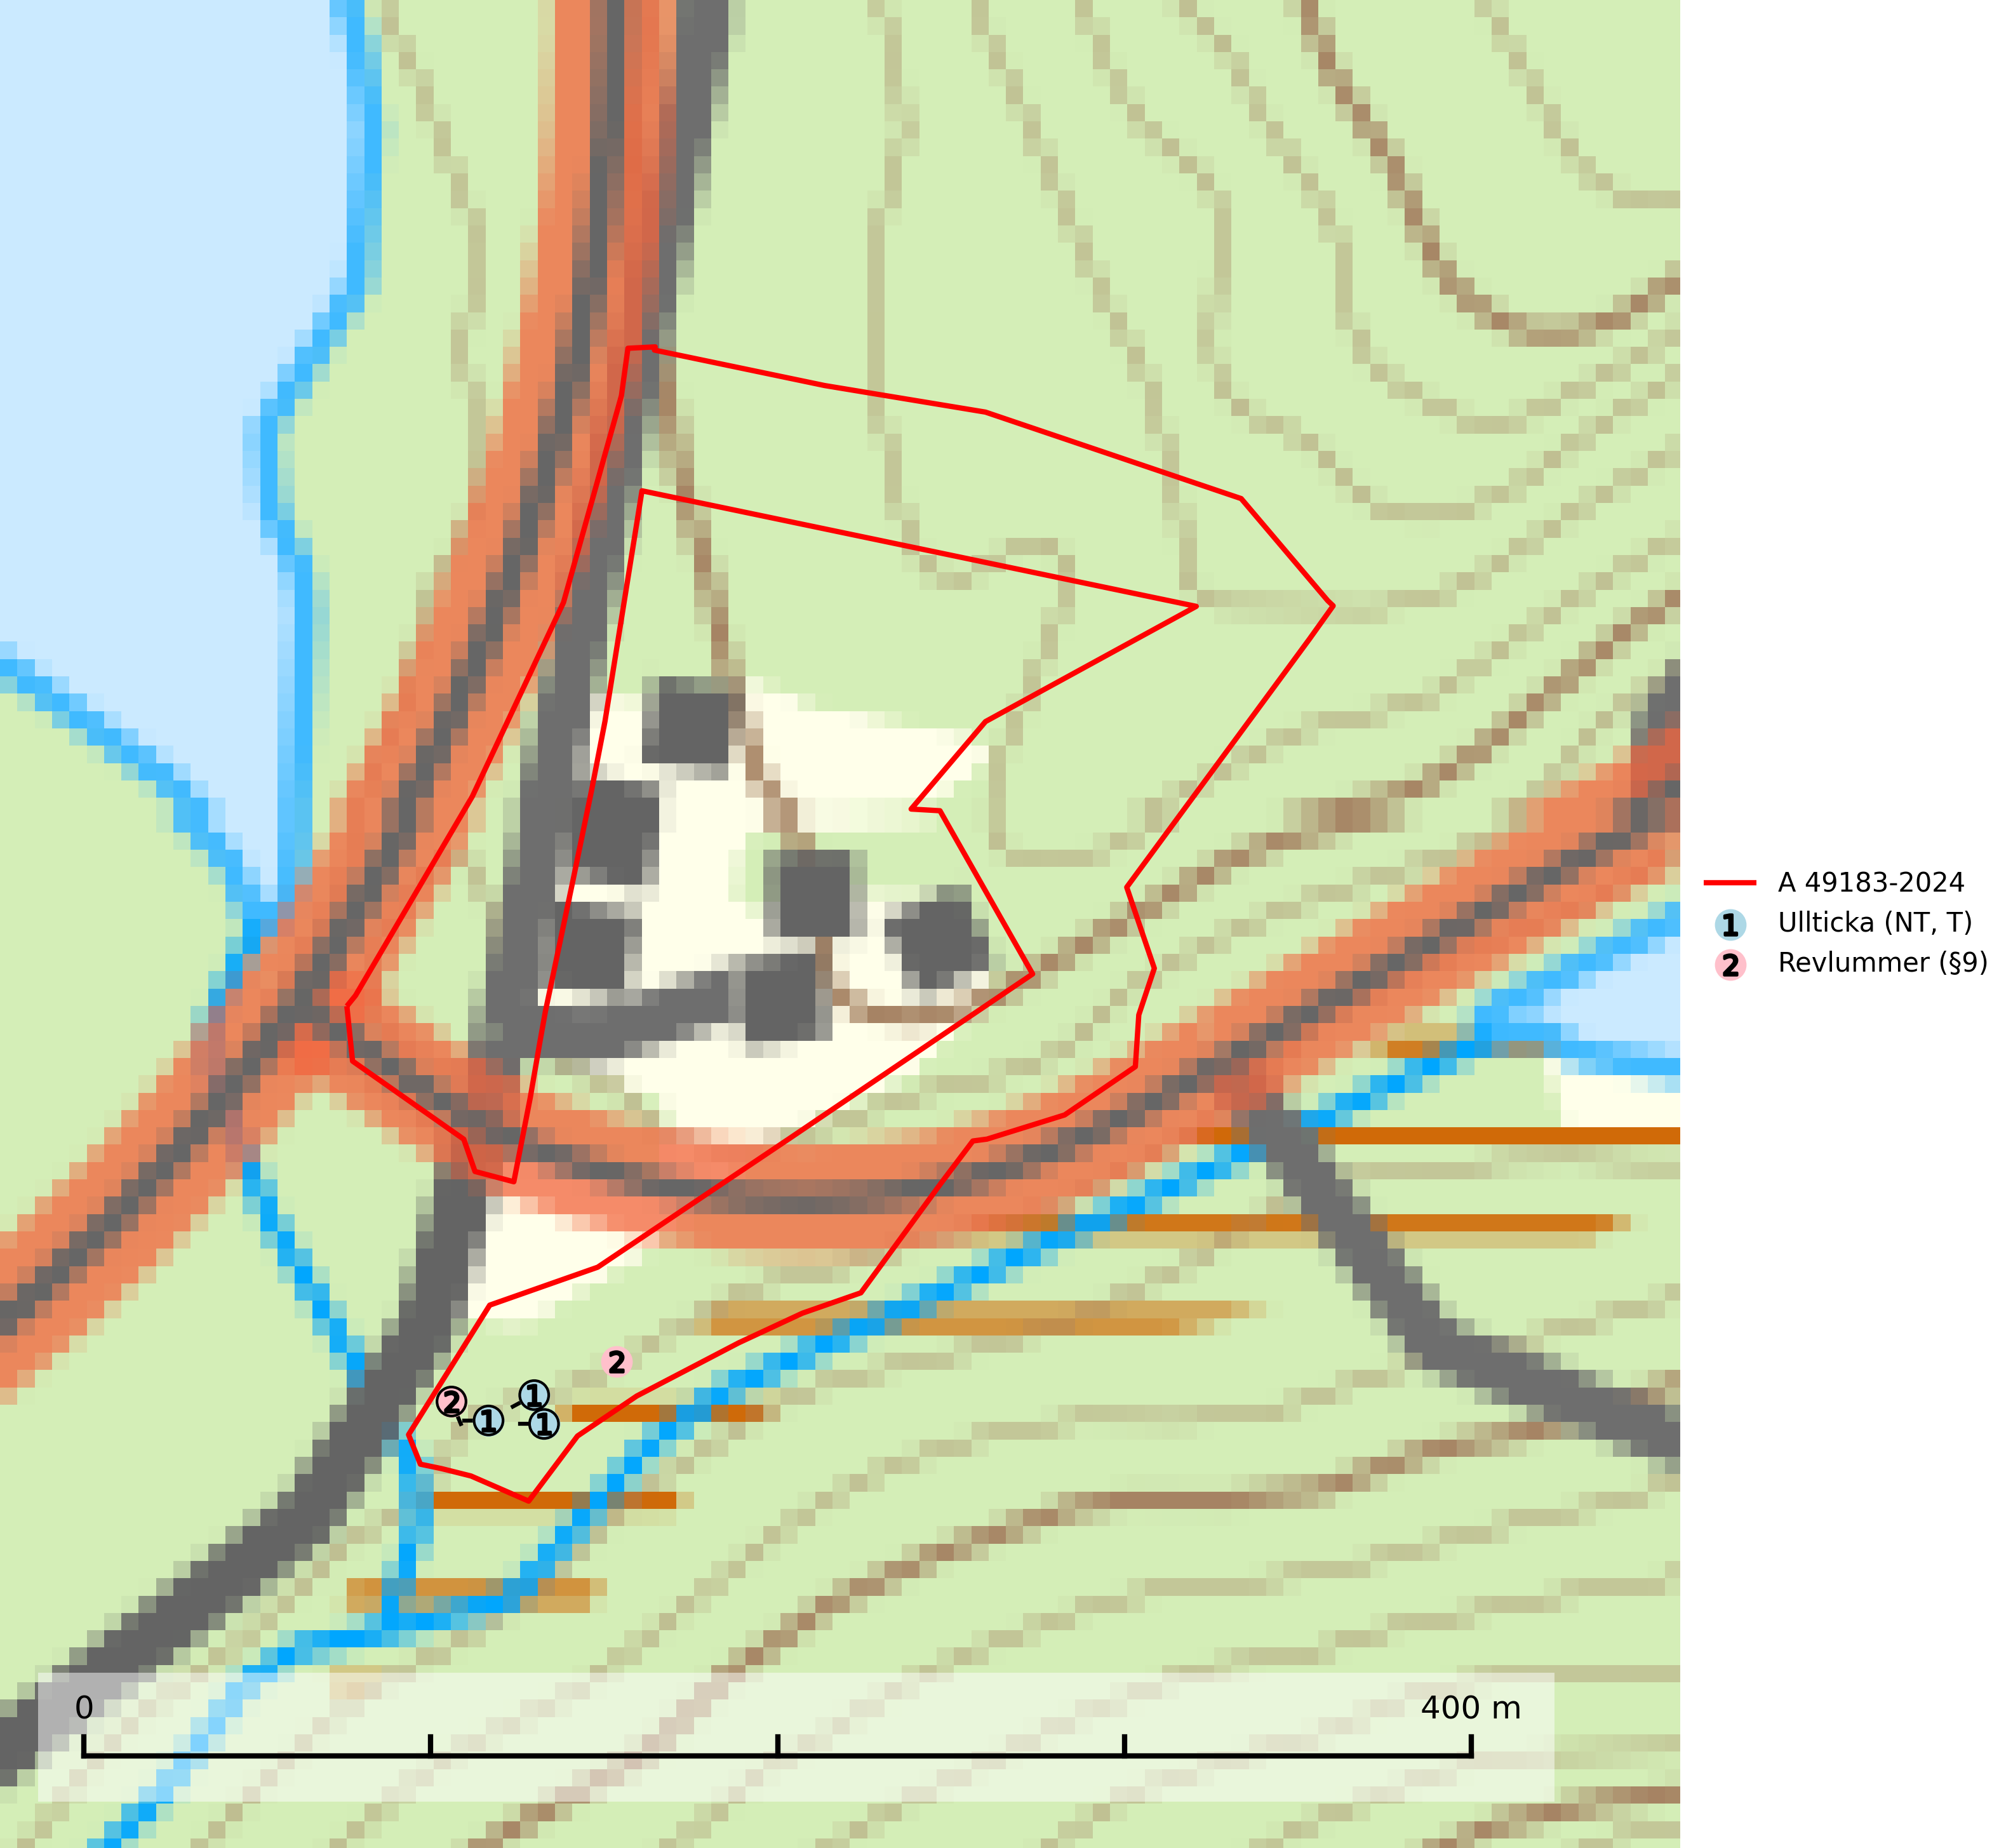 A 49183-2024
1 Ullticka (NT, T)
2 Revlummer (§9)
2
2 1
1 1
0 400 m